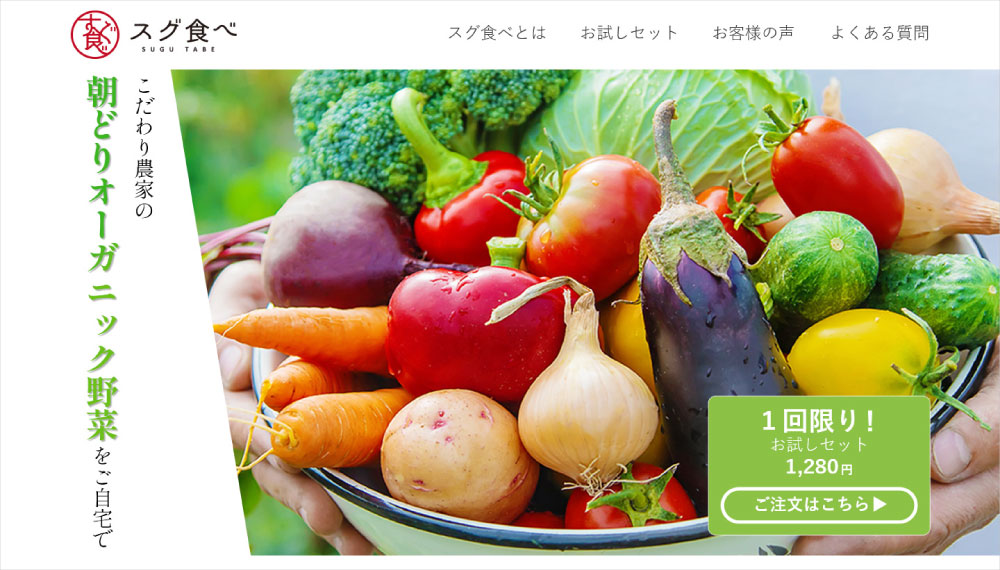 すぐ食べ
スグ食べ
SUGU TABE
スグ食べとは
お試しセット
お客様の声
よくある質問
こだわり農家の
朝どりオーガニック野菜をご自宅で
1回限り！
お試しセット
1,280円
ご注文はこちら▶